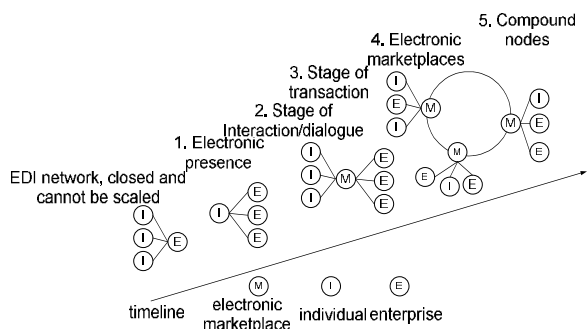 5. Compound
nodes
4. Electronic
marketplaces
3. Stage of
transaction
2. Stage of
Interaction/dialogue
1. Electronic
presence
EDI network, closed and
cannot be scaled
I
I
I
E
I
E
E
E
I
I
I
M
E
E
E
I
E
I
M
M
E
I
E
M
I
E
E
timeline
M
electronic
marketplace
I
individual
E
enterprise